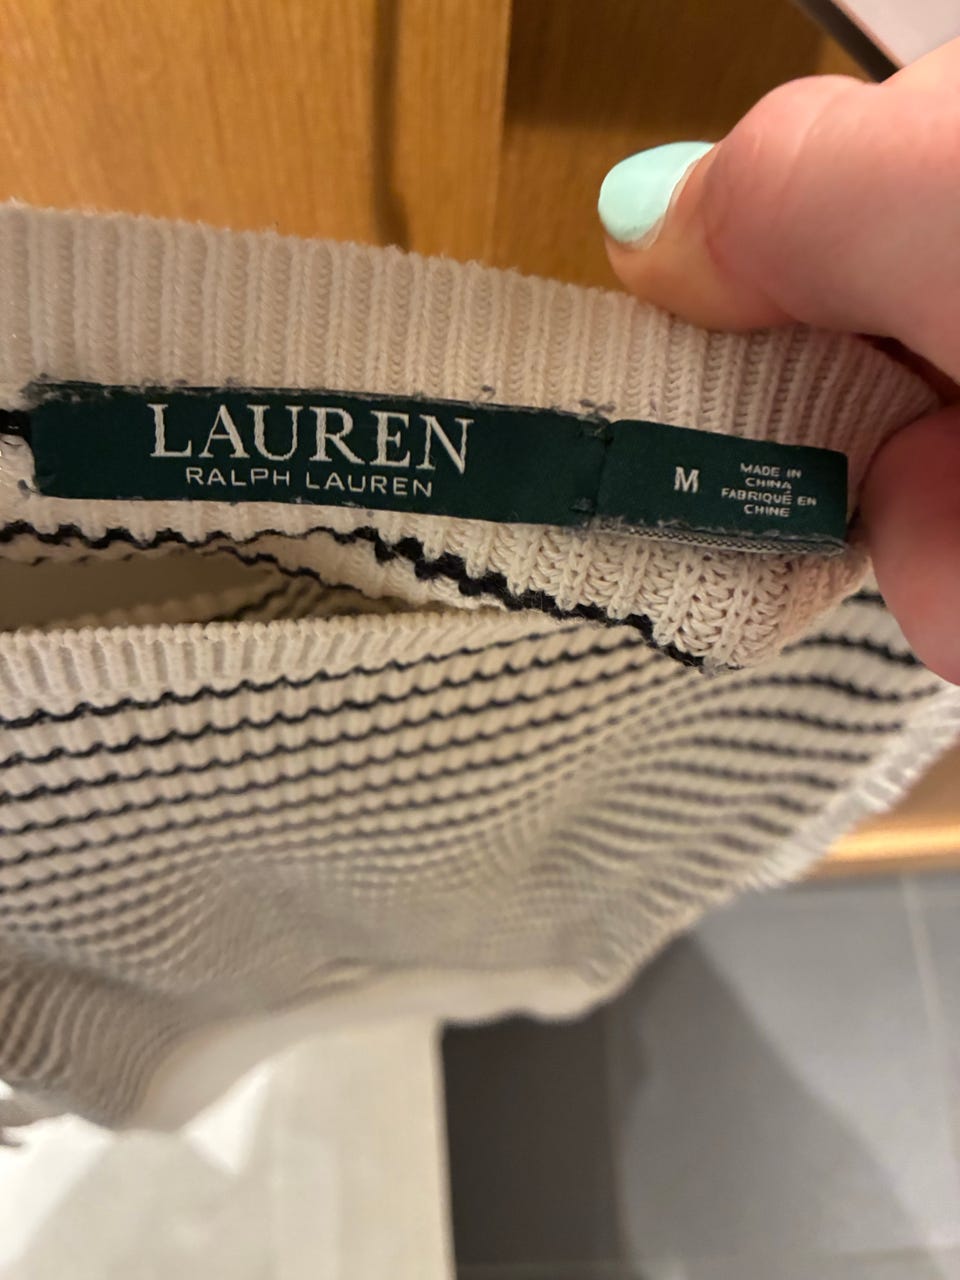 LAUREN
RALPH LAUREN
M
MADE IN
CHINA
FABRIQUÉ EN
CHINE